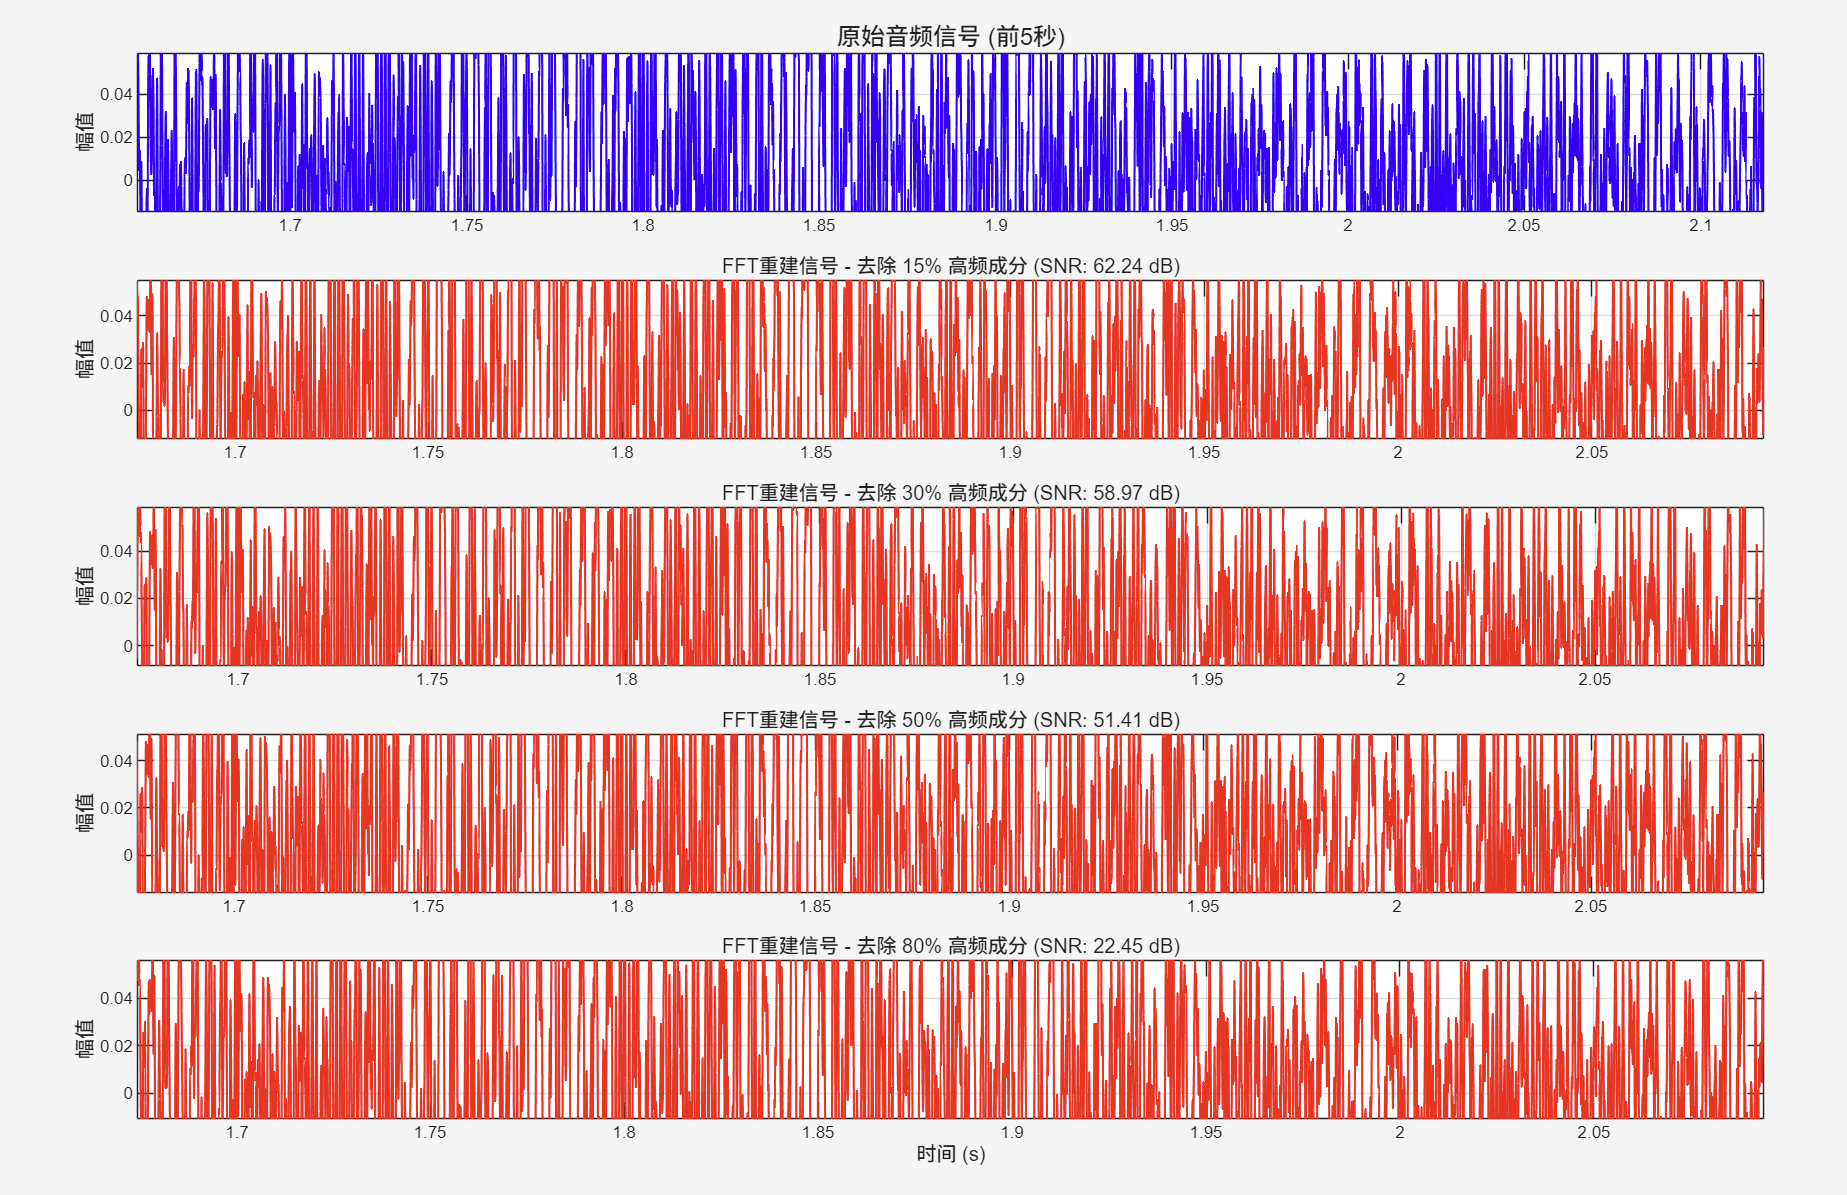 原始音频信号 (前5秒)
幅值
0.04
0.02
0
1.7 1.75 1.8 1.85 1.9 1.95 2 2.05 2.1
FFT重建信号 - 去除 15% 高频成分 (SNR: 62.24 dB)
幅值
0.04
0.02
0
1.7 1.75 1.8 1.85 1.9 1.95 2 2.05
FFT重建信号 - 去除 30% 高频成分 (SNR: 58.97 dB)
幅值
0.04
0.02
0
1.7 1.75 1.8 1.85 1.9 1.95 2 2.05
FFT重建信号 - 去除 50% 高频成分 (SNR: 51.41 dB)
幅值
0.04
0.02
0
1.7 1.75 1.8 1.85 1.9 1.95 2 2.05
FFT重建信号 - 去除 80% 高频成分 (SNR: 22.45 dB)
幅值
0.04
0.02
0
1.7 1.75 1.8 1.85 1.9 1.95 2 2.05
时间 (s)